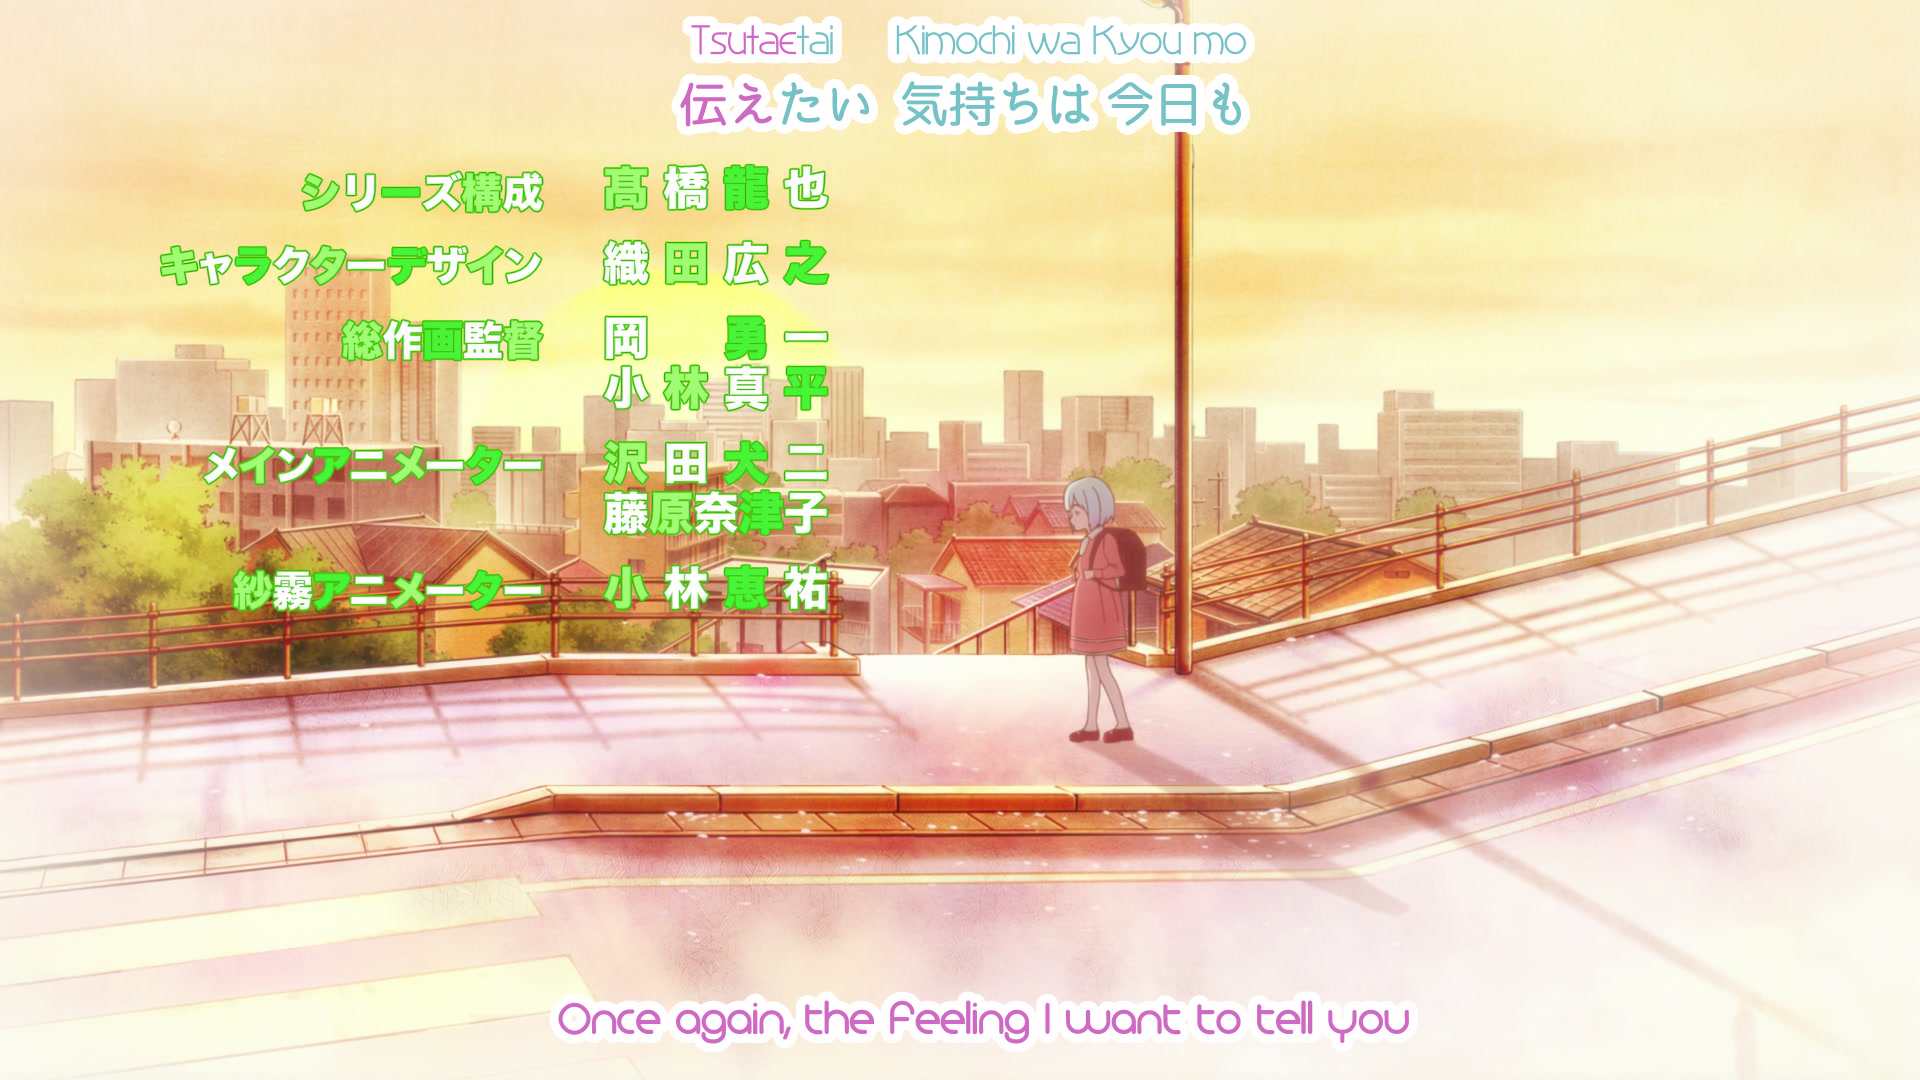 Tsutaetai Kimochi wa Kyou mo
伝えたい 気持ちは 今日も
シリーズ構成 髙橋龍也
キャラクターデザイン 織田広之
総作画監督 岡 勇一
小林真平
メインアニメーター 沢田犬二
藤原奈津子
紗霧アニメーター 小林恵祐
Once again, the feeling I want to tell you